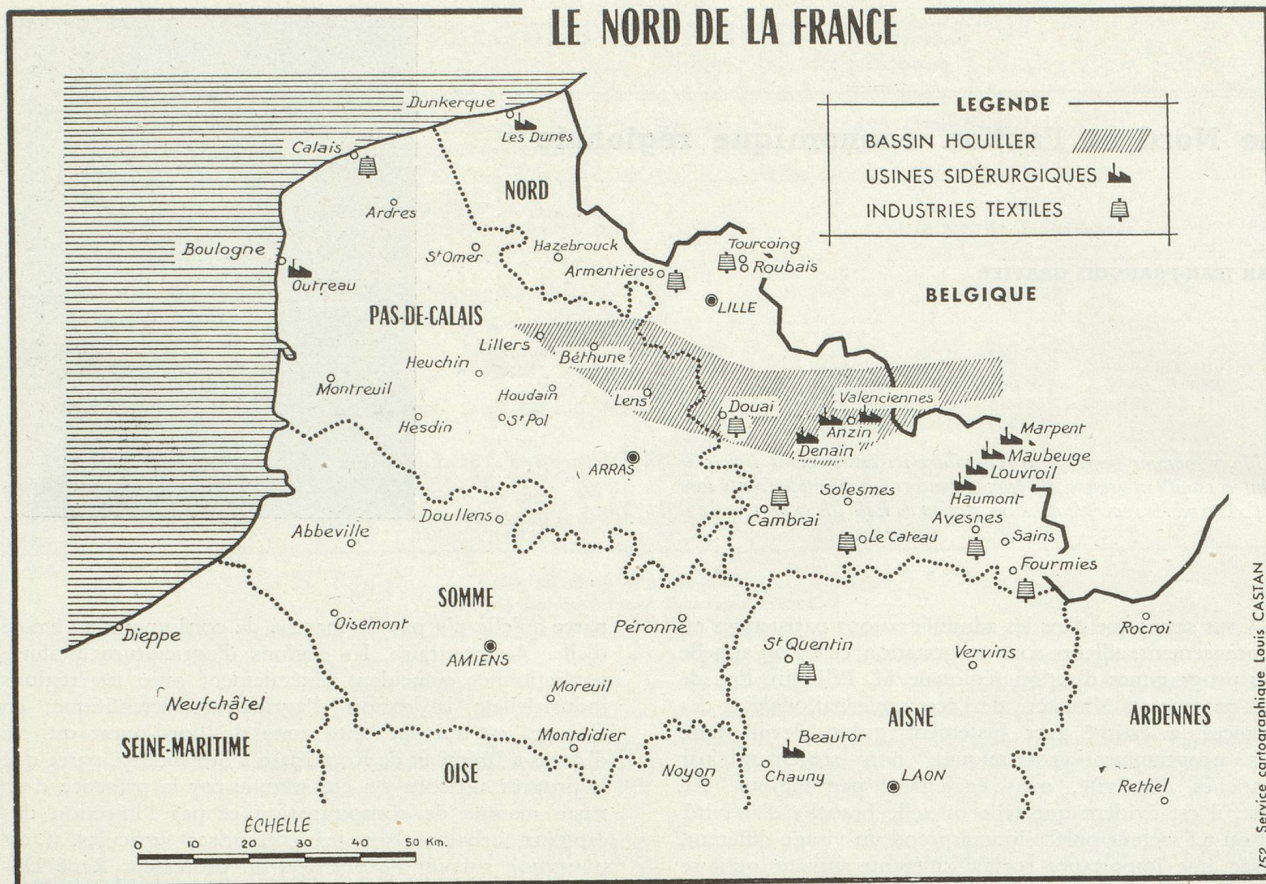 LE NORD DE LA FRANCE
LEGENDE
BASSIN HOUILLER
USINES SIDÉRURGIQUES
INDUSTRIES TEXTILES
Dunkerque
Les Dunes
Calais
NORD
Ardres
Boulogne
Outreau
St Omer
Hazebrouck
Armentières
Tourcoing
Roubaix
LILLE
BELGIQUE
PAS-DE-CALAIS
Lillers
Béthune
Heuchin
Montreuil
Houdain
Lens
Hesdin
St Pol
Douai
Valenciennes
Anzin
Denain
Marpent
Maubeuge
Louvroil
Haumont
ARRAS
Solesmes
Cambrai
Avesnes
Doullens
Abbeville
Le Cateau
Sains
Fourmies
SOMME
Oisemont
Péronne
Dieppe
AMIENS
St Quentin
Vervins
Rocroi
Neufchâtel
Moreuil
SEINE-MARITIME
Montdidier
OISE
AISNE
ARDENNES
Beautor
Noyon
Chauny
LAON
Rethel
ECHELLE
0 10 20 30 40 50 Km.
/52 Service cartographique Louis CASTAN